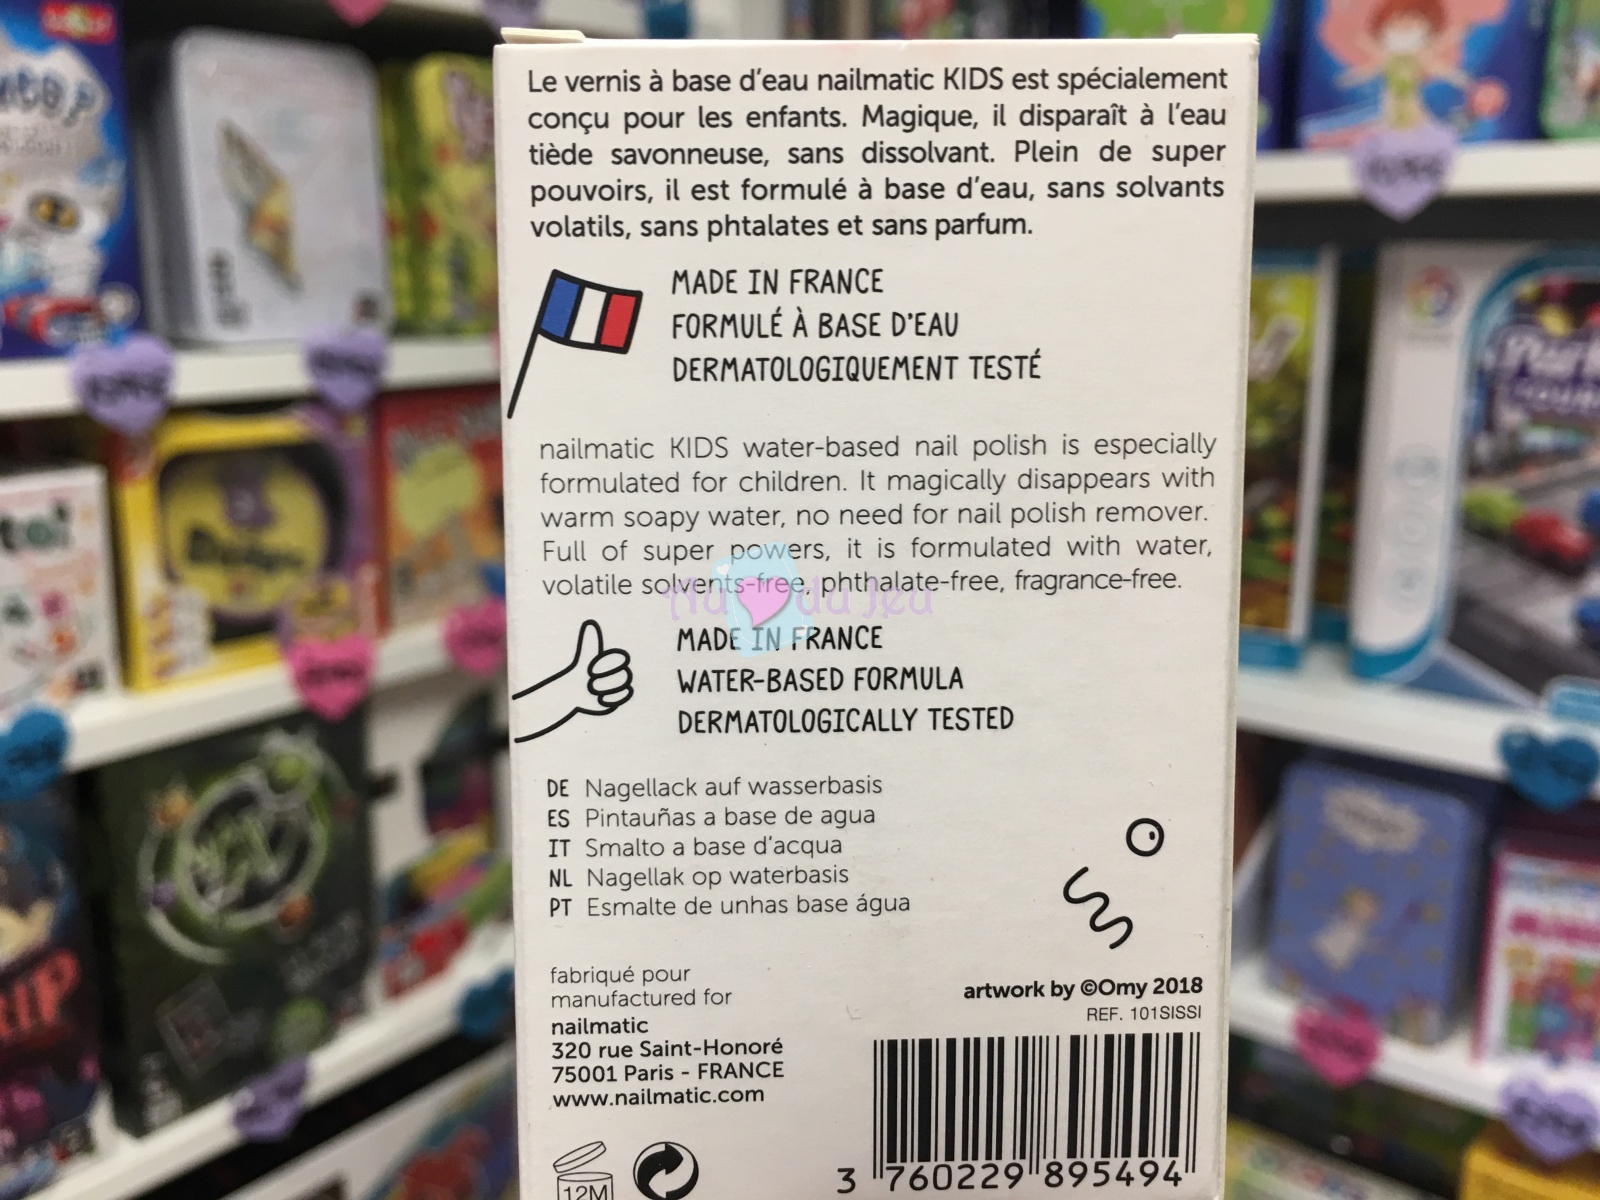 Le vernis à base d'eau nailmatic KIDS est spécialement
conçu pour les enfants. Magique, il disparaît à l'eau
tiède savonneuse, sans dissolvant. Plein de super
pouvoirs, il est formulé à base d'eau, sans solvants
volatils, sans phtalates et sans parfum.
MADE IN FRANCE
FORMULÉ À BASE D'EAU
DERMATOLOGIQUEMENT TESTÉ
nailmatic KIDS water-based nail polish is especially
formulated for children. It magically disappears with
warm soapy water, no need for nail polish remover.
Full of super powers, it is formulated with water,
volatile solvents-free, phthalate-free, fragrance-free.
Au du Jeu
MADE IN FRANCE
WATER-BASED FORMULA
DERMATOLOGICALLY TESTED
DE Nagellack auf wasserbasis
ES Pintauñas a base de agua
IT Smalto a base d'acqua
NL Nagellak op waterbasis
PT Esmalte de unhas base água
fabriqué pour
manufactured for
nailmatic
320 rue Saint-Honoré
75001 Paris - FRANCE
www.nailmatic.com
artwork by ©Omy 2018
REF. 101SISSI
12M
3 760229 895494